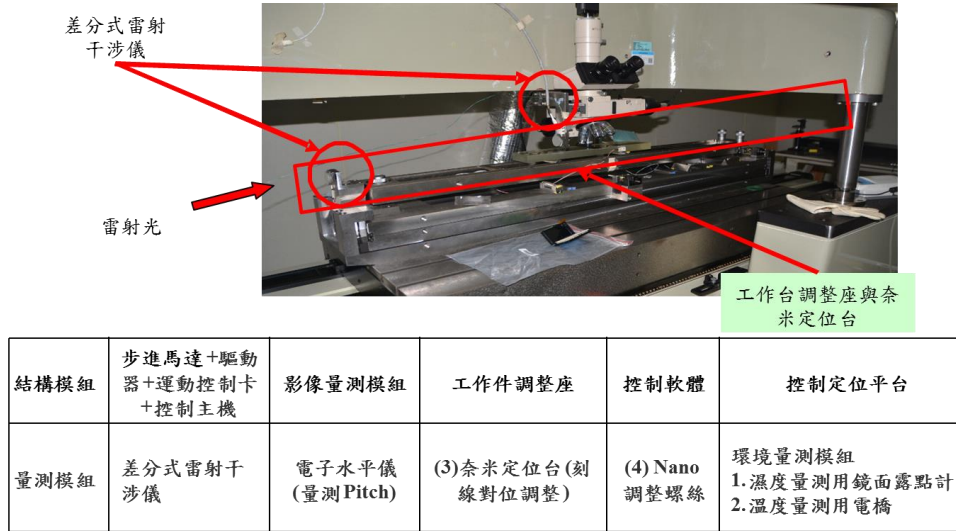 差分式雷射
干涉儀
雷射光
工作台調整座與奈
米定位台
結構模組
步進馬達+驅動
器+運動控制卡
+控制主機
影像量測模組
工作件調整座
控制軟體
控制定位平台
量測模組
差分式雷射干
涉儀
電子水平儀
(量測Pitch)
(3)奈米定位台(刻
線對位調整)
(4) Nano
調整螺絲
環境量測模組
1.濕度量測用鏡面露點計
2.溫度量測用電橋